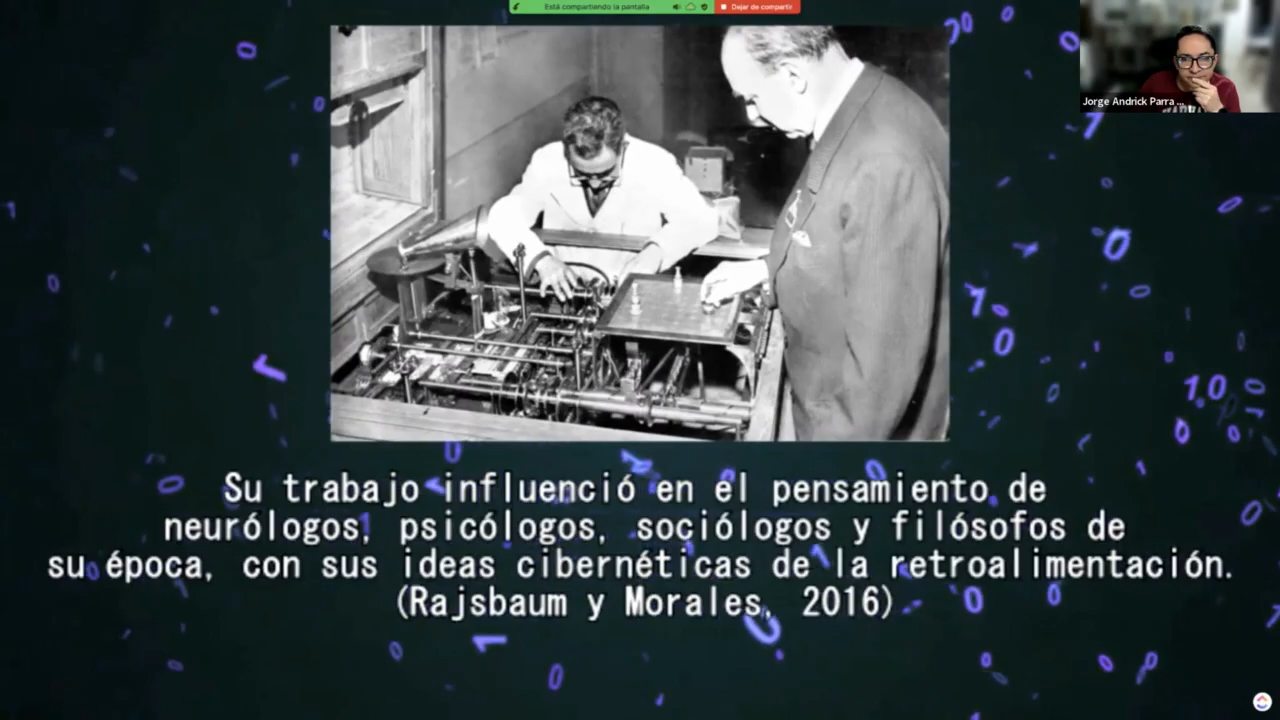 Está compartiendo la pantalla
Dejar de compartir
Jorge Andrick Parra ...
Su trabajo influenció en el pensamiento de
neurólogos, psicólogos, sociólogos y filósofos de
su época, con sus ideas cibernéticas de la retroalimentación.
(Rajsbaum y Morales, 2016)